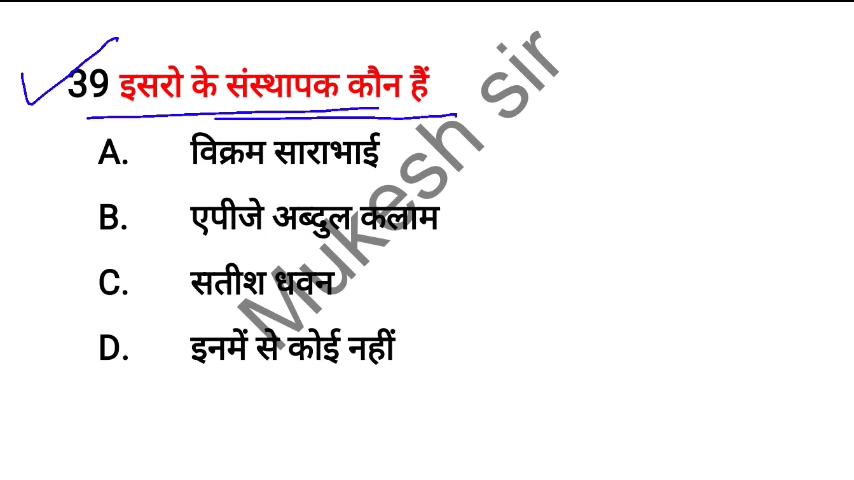 39 इसरो के संस्थापक कौन हैं
A. विक्रम साराभाई
B. एपीजे अब्दुल कलाम
C. सतीश धवन
D. इनमें से कोई नहीं
Mukesh sir